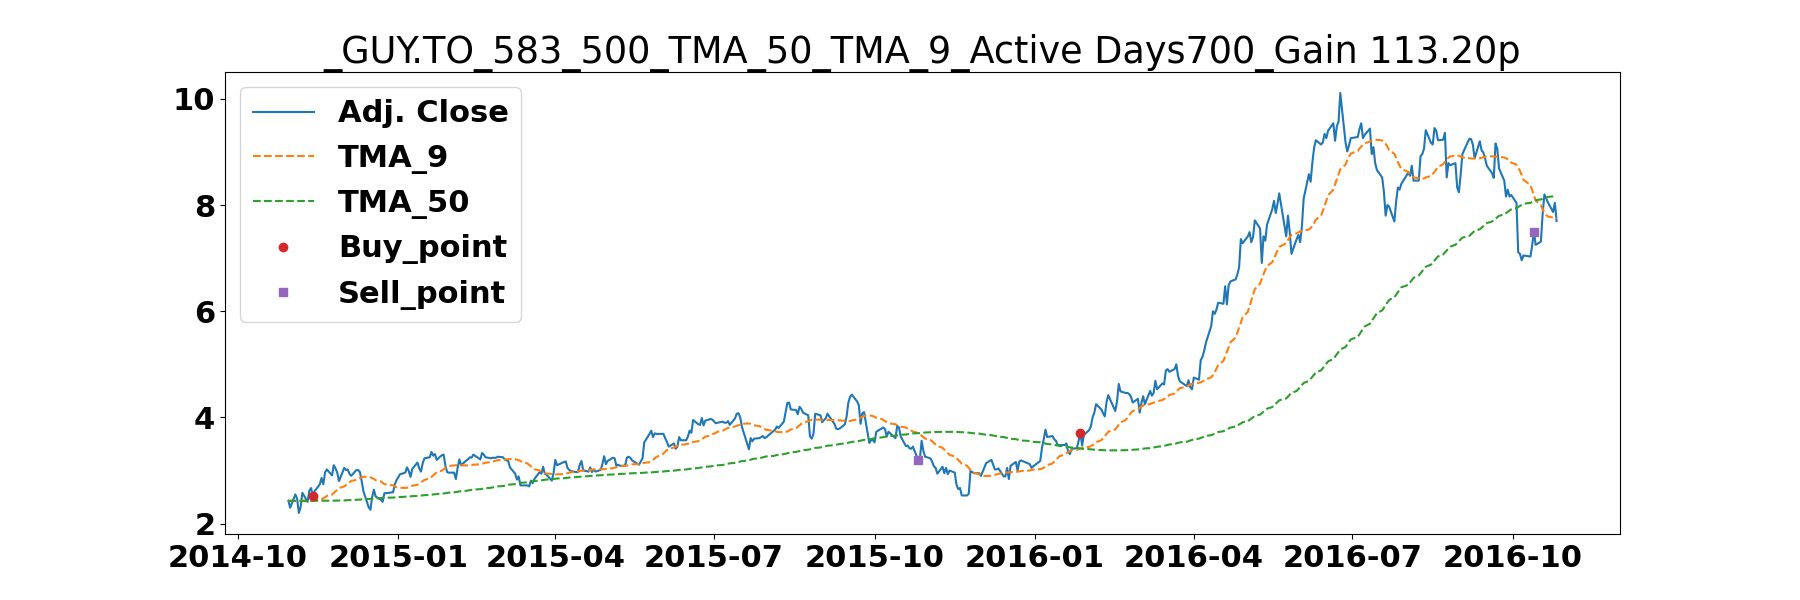 _GUY.TO_583_500_TMA_50_TMA_9_Active Days700_Gain 113.20p
10
8
6
4
2
Adj. Close
TMA_9
TMA_50
Buy_point
Sell_point
2014-10 2015-01 2015-04 2015-07 2015-10 2016-01 2016-04 2016-07 2016-10